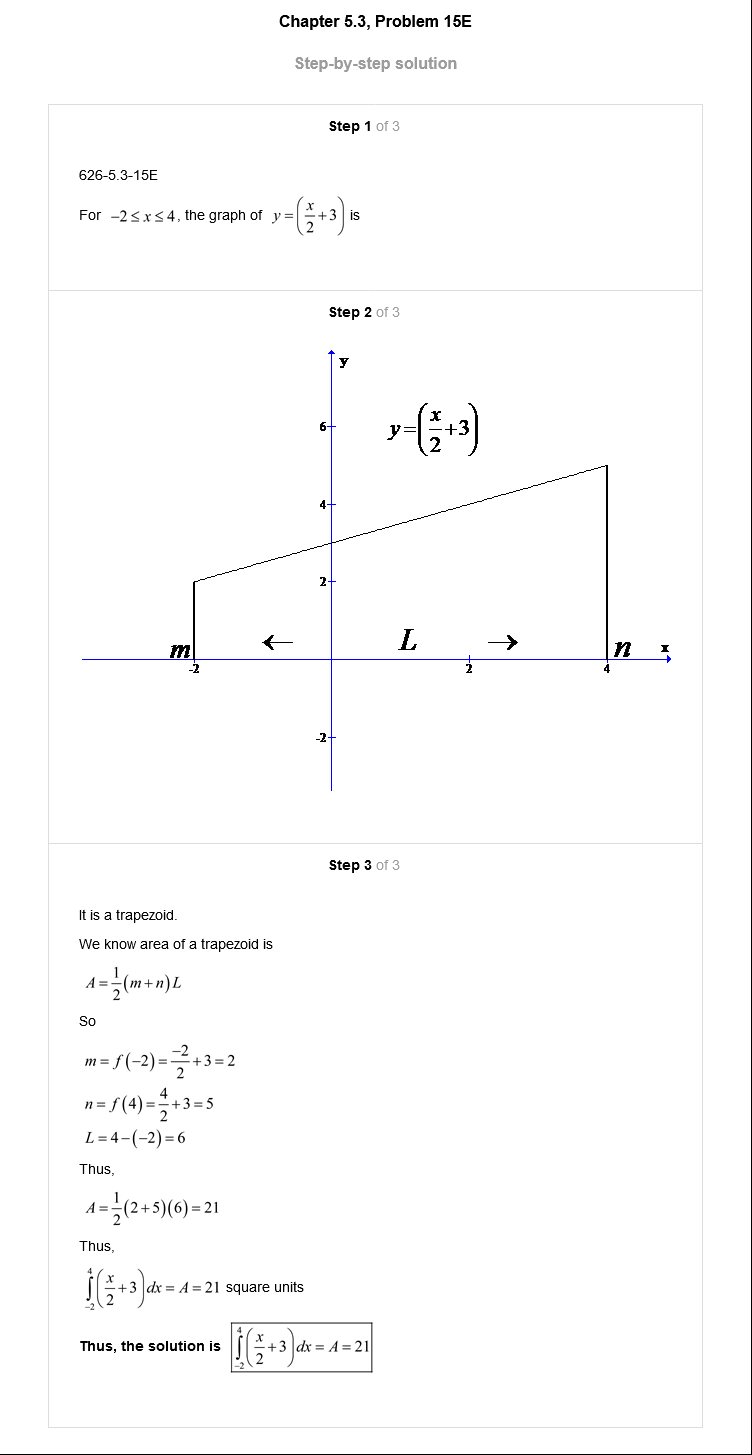 Chapter 5.3, Problem 15E
Step-by-step solution
Step 1 of 3
626-5.3-15E
For −2 ≤ x ≤ 4, the graph of y = (x/2 + 3) is
Step 2 of 3
y
6
y=(x/2+3)
4
2
m ← L → n x
-2 2 4
-2
Step 3 of 3
It is a trapezoid.
We know area of a trapezoid is
A = 1/2 (m + n) L
So
m = f(−2) = −2/2 + 3 = 2
n = f(4) = 4/2 + 3 = 5
L = 4 − (−2) = 6
Thus,
A = 1/2 (2 + 5)(6) = 21
Thus,
∫_{−2}^{4} (x/2 + 3) dx = A = 21 square units
Thus, the solution is ∫_{−2}^{4} (x/2 + 3) dx = A = 21